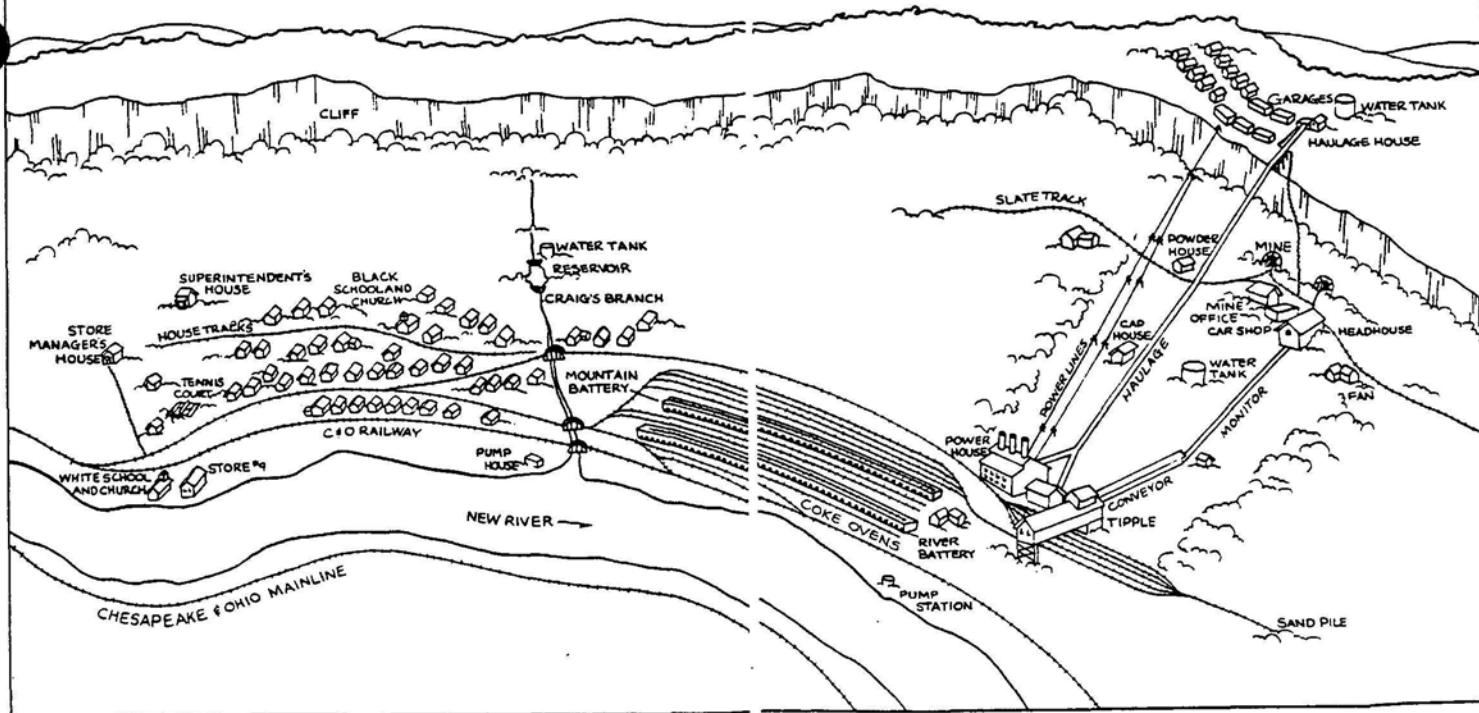 CLIFF
GARAGES
WATER TANK
HAULAGE HOUSE
SLATE TRACK
POWDER
HOUSE
MINE
WATER TANK
RESERVOIR
CRAIG'S BRANCH
SUPERINTENDENT'S
HOUSE
BLACK
SCHOOL AND
CHURCH
HOUSE TRACKS
STORE
MANAGER'S
HOUSE
TENNIS
COURT
MOUNTAIN
BATTERY
C&O RAILWAY
PUMP
HOUSE
WHITE SCHOOL
AND CHURCH
STORE #9
NEW RIVER
CHESAPEAKE & OHIO MAINLINE
COKE OVENS
RIVER
BATTERY
PUMP
STATION
POWER
HOUSE
POWER LINES
CAP
HOUSE
HAULAGE
MINE
OFFICE
CAR SHOP
HEADHOUSE
WATER
TANK
FAN
MONITOR
CONVEYOR
TIPPLE
SAND PILE